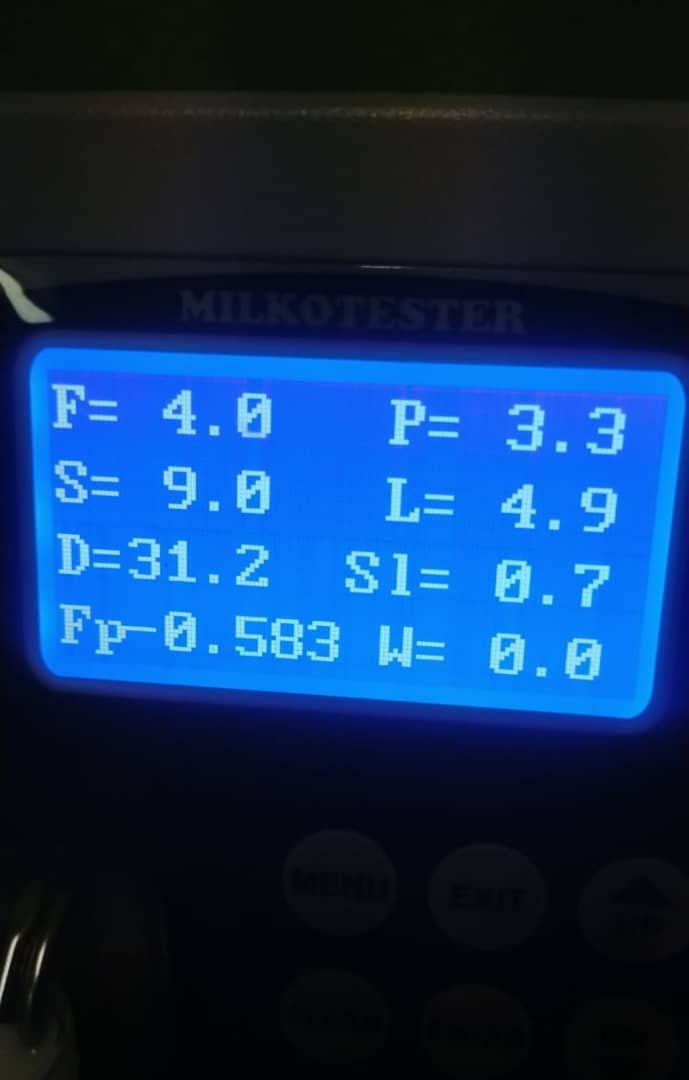 MILKOTESTER
F= 4.0 P= 3.3
S= 9.0 L= 4.9
D=31.2 Sl= 0.7
Fp-0.583 W= 0.0
MENU EXIT